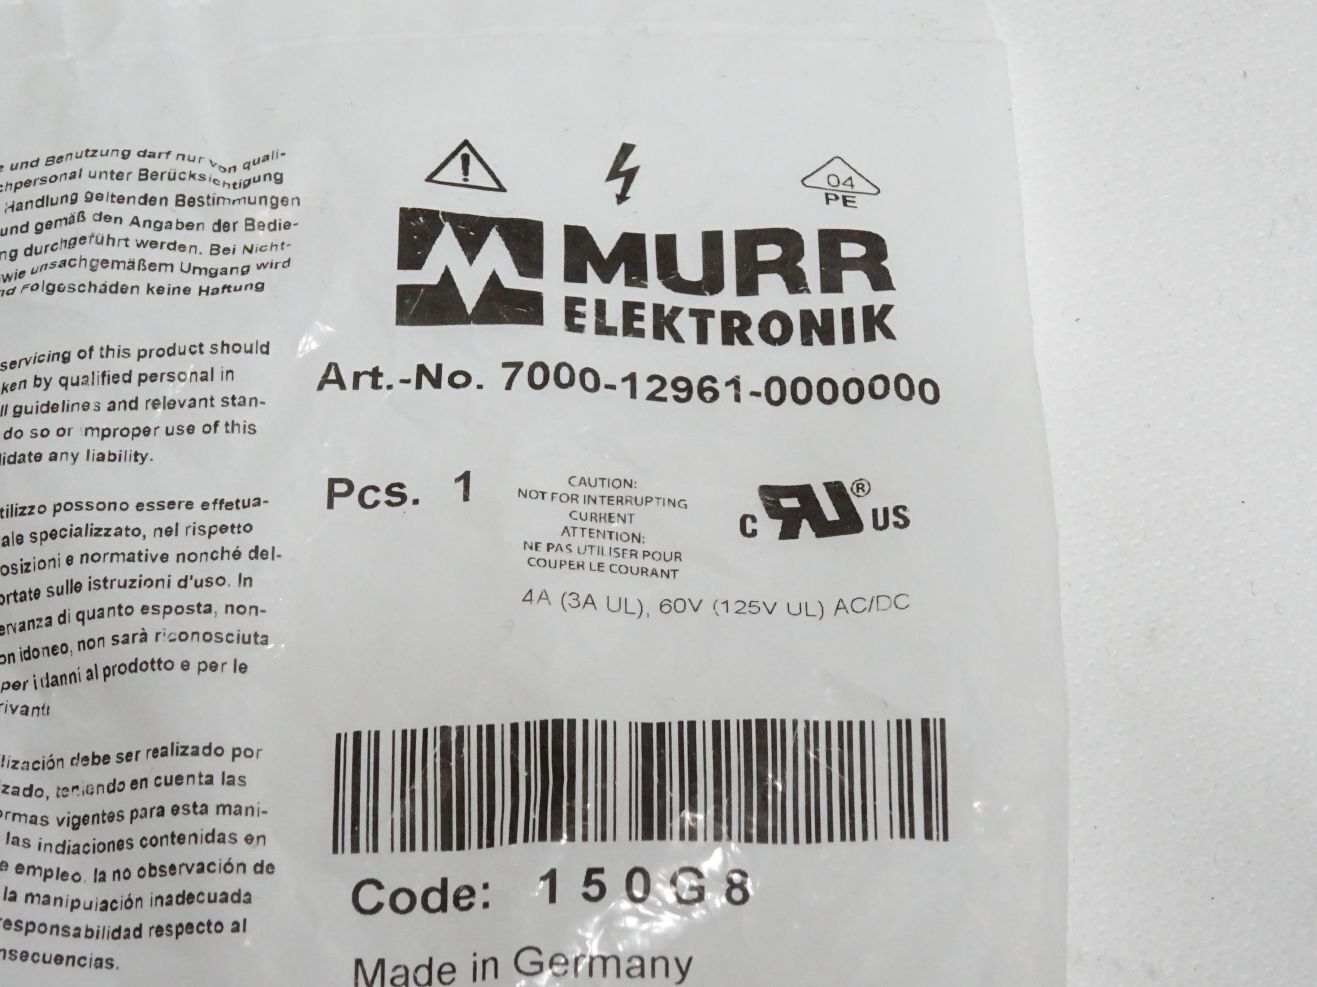 und Benutzung darf nur von quali-
chpersonal unter Berücksichtigung
Handlung geltenden Bestimmungen
und gemäß den Angaben der Bedie-
ng durchgeführt werden. Bei Nicht-
wie unsachgemäßem Umgang wird
nd Folgeschäden keine Haftung
servicing of this product should
ken by qualified personal in
ll guidelines and relevant stan-
do so or mproper use of this
lidate any liability.
tilizzo possono essere effetua-
ale specializzato, nel rispetto
osizioni e normative nonché del-
ortate sulle istruzioni d'uso. In
ervanza di quanto esposta, non-
on idoneo, non sarà riconosciuta
per i danni al prodotto e per le
rivanti
lización debe ser realizado por
zado, teniendo en cuenta las
ormas vigentes para esta mani-
las indiaciones contenidas en
e empleo. la no observación de
la manipulación inadecuada
responsabilidad respecto al
nsecuencias.
04
PE
MURR
ELEKTRONIK
Art.-No. 7000-12961-0000000
Pcs. 1
CAUTION:
NOT FOR INTERRUPTING
CURRENT
ATTENTION:
NE PAS UTILISER POUR
COUPER LE COURANT
c RU ® US
4A (3A UL), 60V (125V UL) AC/DC
Code: 150G8
Made in Germany